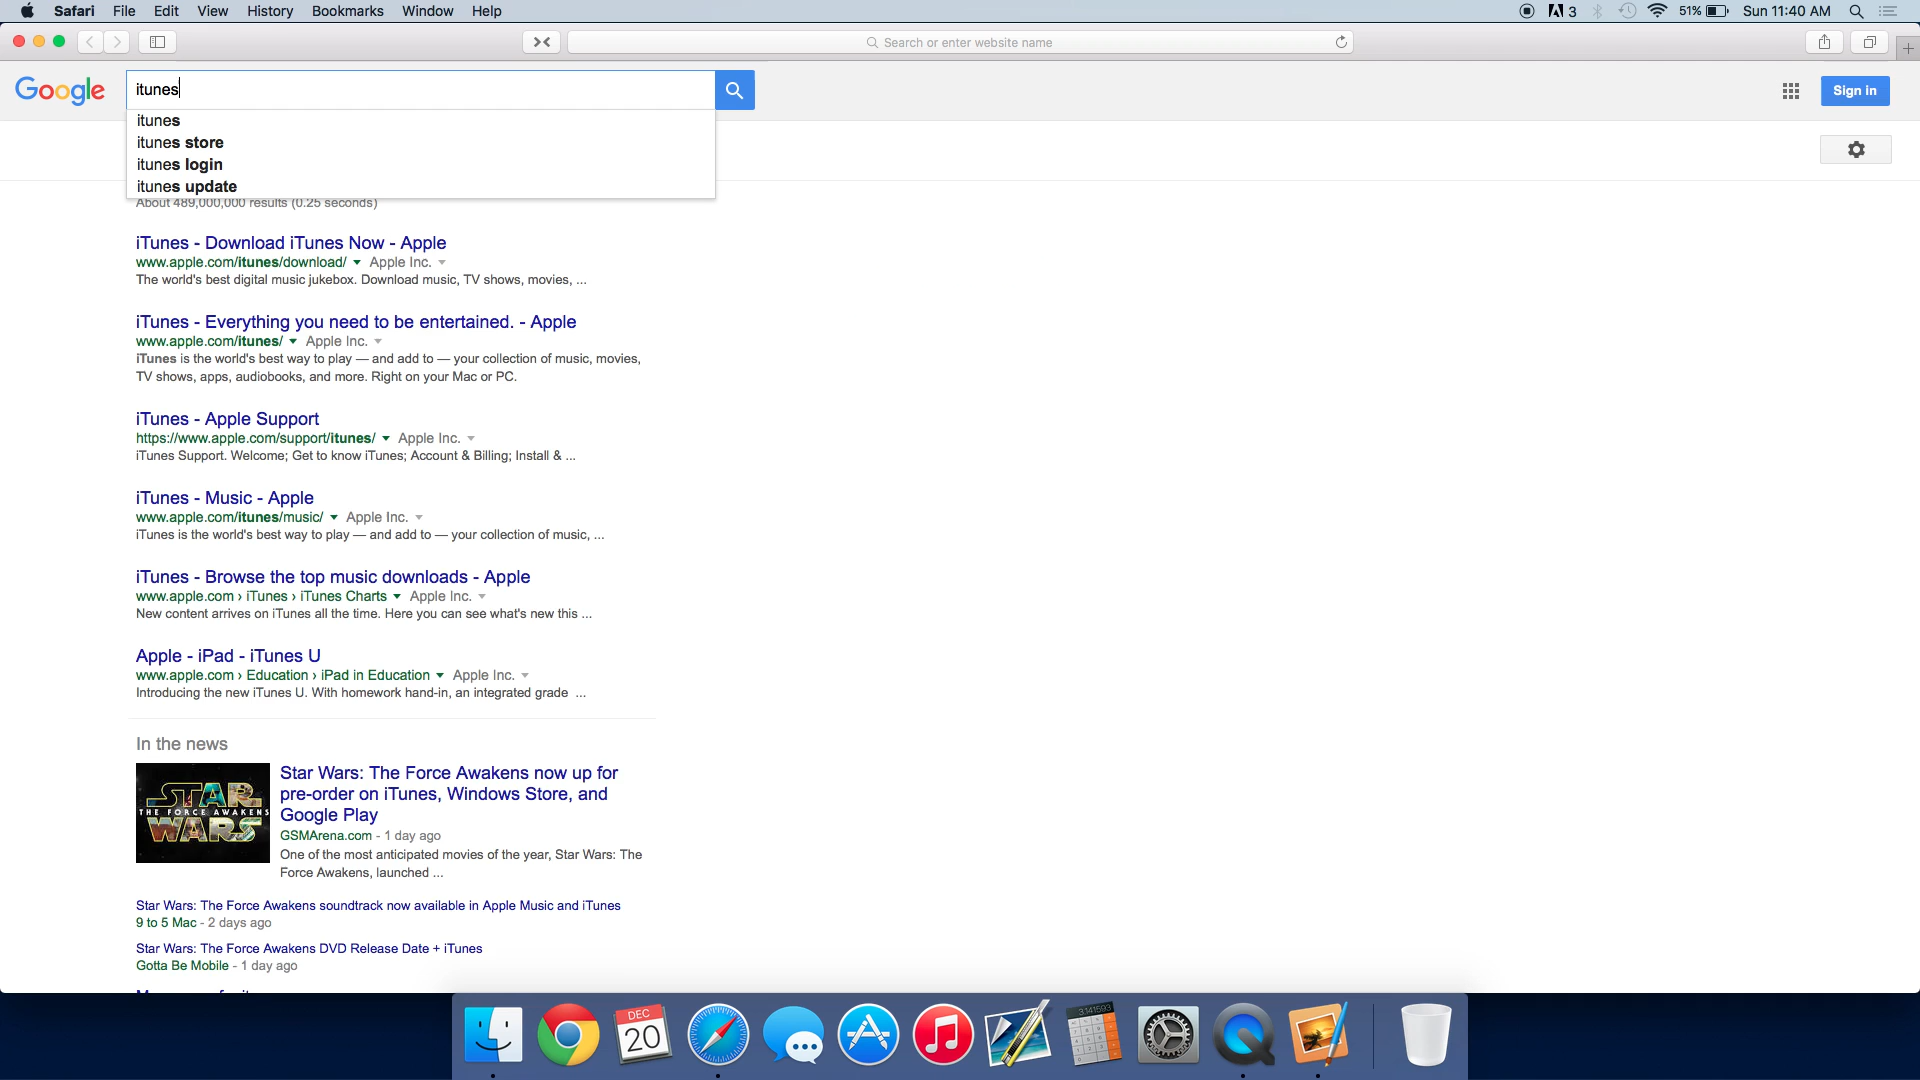 Safari File Edit View History Bookmarks Window Help 3 51% Sun 11:40 AM
Search or enter website name
Google itunes Sign in
itunes
itunes store
itunes login
itunes update
About 489,000,000 results (0.25 seconds)
iTunes - Download iTunes Now - Apple
www.apple.com/itunes/download/ Apple Inc.
The world's best digital music jukebox. Download music, TV shows, movies, ...
iTunes - Everything you need to be entertained. - Apple
www.apple.com/itunes/ Apple Inc.
iTunes is the world's best way to play — and add to — your collection of music, movies,
TV shows, apps, audiobooks, and more. Right on your Mac or PC.
iTunes - Apple Support
https://www.apple.com/support/itunes/ Apple Inc.
iTunes Support. Welcome; Get to know iTunes; Account & Billing; Install & ...
iTunes - Music - Apple
www.apple.com/itunes/music/ Apple Inc.
iTunes is the world's best way to play — and add to — your collection of music, ...
iTunes - Browse the top music downloads - Apple
www.apple.com › iTunes › iTunes Charts Apple Inc.
New content arrives on iTunes all the time. Here you can see what's new this ...
Apple - iPad - iTunes U
www.apple.com › Education › iPad in Education Apple Inc.
Introducing the new iTunes U. With homework hand-in, an integrated grade ...
In the news
STAR
THE FORCE AWAKENS
WARS
Star Wars: The Force Awakens now up for
pre-order on iTunes, Windows Store, and
Google Play
GSMArena.com - 1 day ago
One of the most anticipated movies of the year, Star Wars: The
Force Awakens, launched ...
Star Wars: The Force Awakens soundtrack now available in Apple Music and iTunes
9 to 5 Mac - 2 days ago
Star Wars: The Force Awakens DVD Release Date + iTunes
Gotta Be Mobile - 1 day ago
DEC
20
3.141593